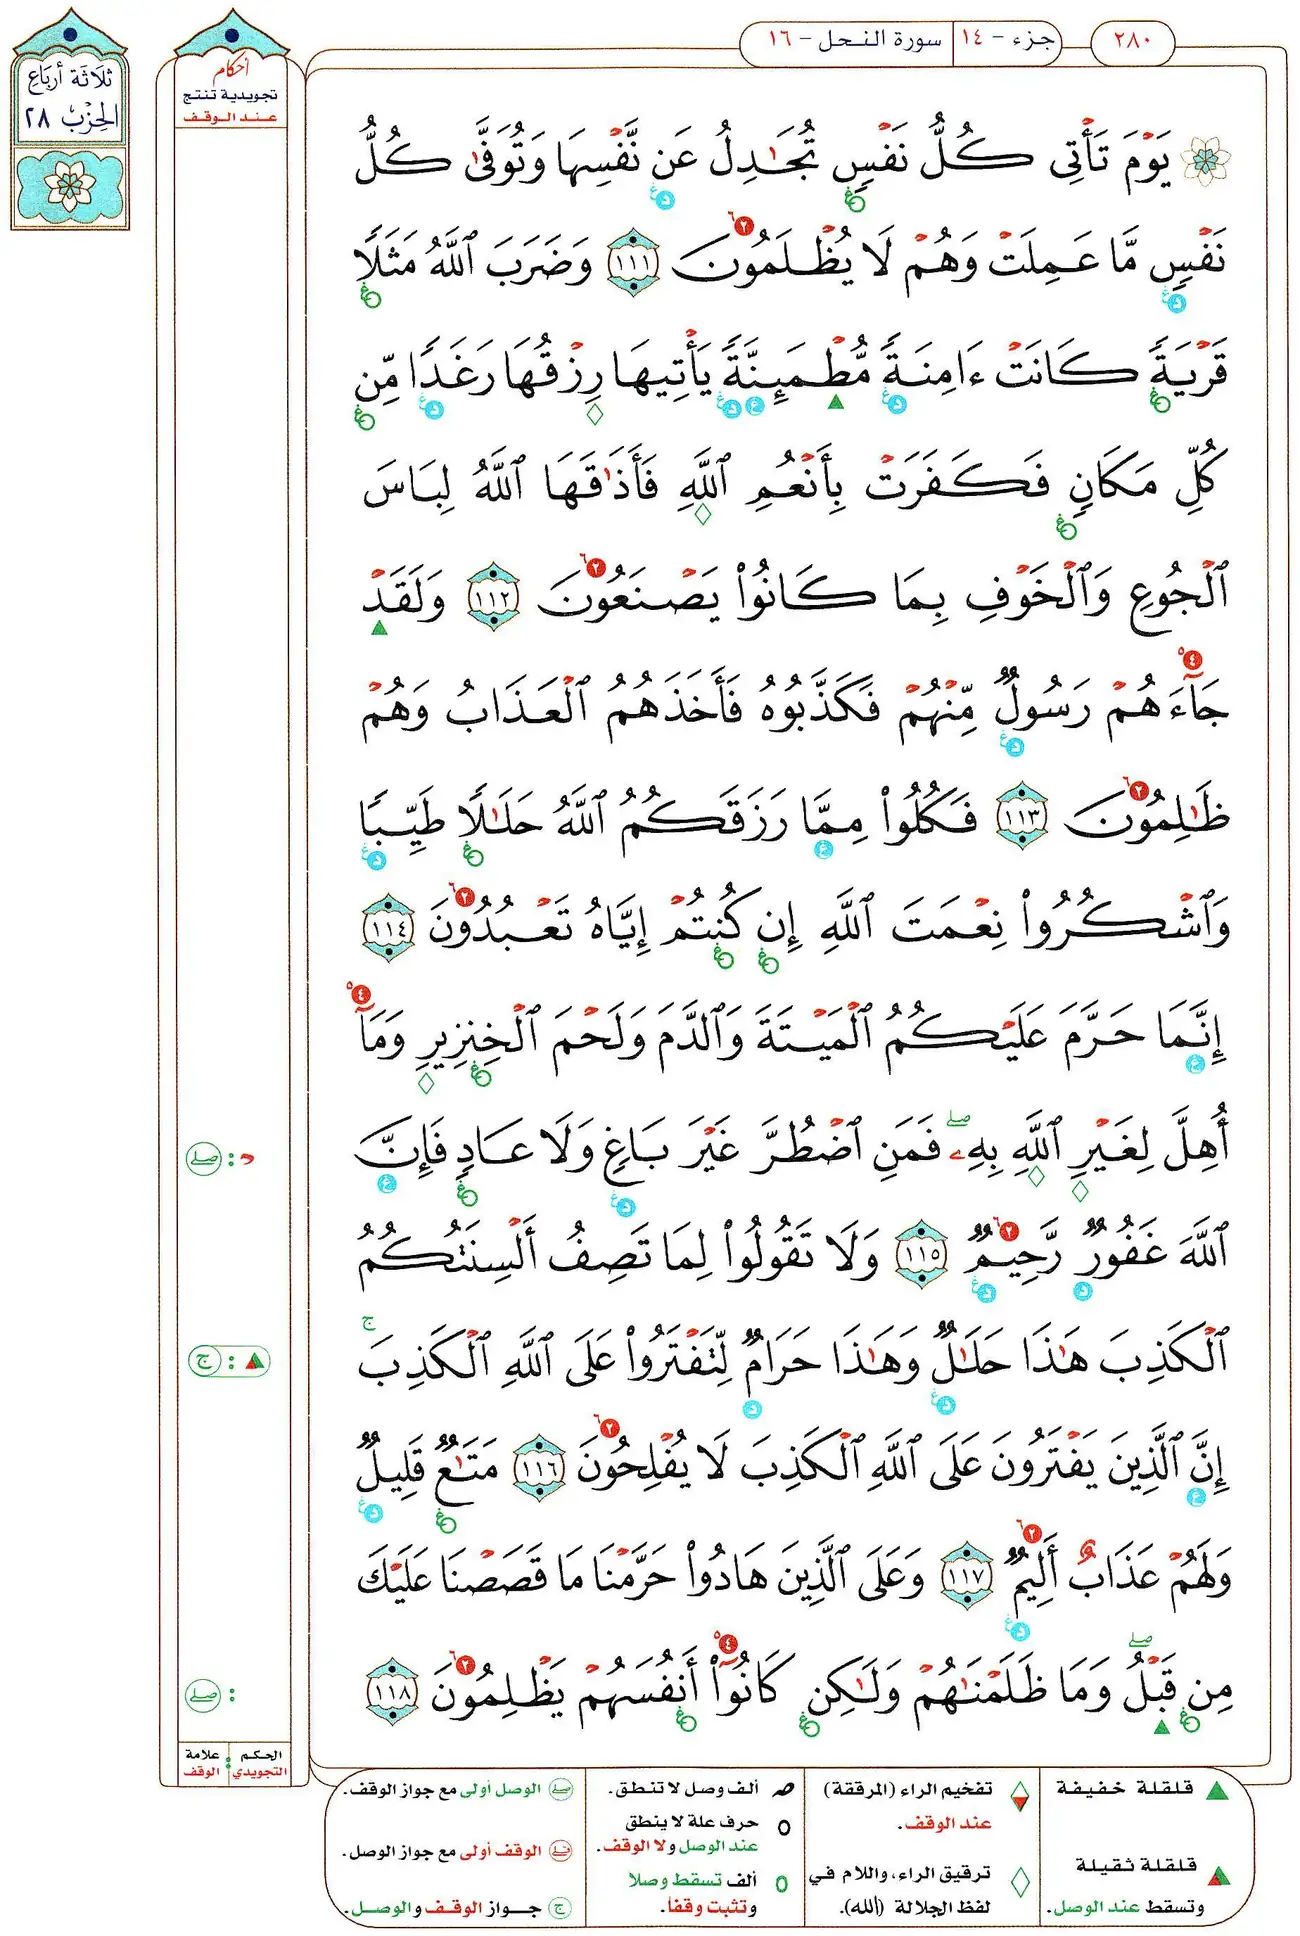 ٢٨٠
جزء - ١٤
سورة النحل - ١٦
ثلاثة أرباع
الحزب ٢٨
أحكام
تجويدية تنتج
عند الوقف
يَوْمَ تَأْتِى كُلُّ نَفْسٍ تُجَـٰدِلُ عَن نَّفْسِهَا وَتُوَفَّىٰ كُلُّ
نَفْسٍ مَّا عَمِلَتْ وَهُمْ لَا يُظْلَمُونَ ١١١ وَضَرَبَ ٱللَّهُ مَثَلًا
قَرْيَةً كَانَتْ ءَامِنَةً مُّطْمَئِنَّةً يَأْتِيهَا رِزْقُهَا رَغَدًا مِّن
كُلِّ مَكَانٍ فَكَفَرَتْ بِأَنْعُمِ ٱللَّهِ فَأَذَٰقَهَا ٱللَّهُ لِبَاسَ
ٱلْجُوعِ وَٱلْخَوْفِ بِمَا كَانُوا۟ يَصْنَعُونَ ١١٢ وَلَقَدْ
جَآءَهُمْ رَسُولٌ مِّنْهُمْ فَكَذَّبُوهُ فَأَخَذَهُمُ ٱلْعَذَابُ وَهُمْ
ظَـٰلِمُونَ ١١٣ فَكُلُوا۟ مِمَّا رَزَقَكُمُ ٱللَّهُ حَلَـٰلًا طَيِّبًا
وَٱشْكُرُوا۟ نِعْمَتَ ٱللَّهِ إِن كُنتُمْ إِيَّاهُ تَعْبُدُونَ ١١٤
إِنَّمَا حَرَّمَ عَلَيْكُمُ ٱلْمَيْتَةَ وَٱلدَّمَ وَلَحْمَ ٱلْخِنزِيرِ وَمَآ
أُهِلَّ لِغَيْرِ ٱللَّهِ بِهِۦ ۖ فَمَنِ ٱضْطُرَّ غَيْرَ بَاغٍ وَلَا عَادٍ فَإِنَّ
ٱللَّهَ غَفُورٌ رَّحِيمٌ ١١٥ وَلَا تَقُولُوا۟ لِمَا تَصِفُ أَلْسِنَتُكُمُ
ٱلْكَذِبَ هَـٰذَا حَلَـٰلٌ وَهَـٰذَا حَرَامٌ لِّتَفْتَرُوا۟ عَلَى ٱللَّهِ ٱلْكَذِبَ ۚ
إِنَّ ٱلَّذِينَ يَفْتَرُونَ عَلَى ٱللَّهِ ٱلْكَذِبَ لَا يُفْلِحُونَ ١١٦ مَتَـٰعٌ قَلِيلٌ
وَلَهُمْ عَذَابٌ أَلِيمٌ ١١٧ وَعَلَى ٱلَّذِينَ هَادُوا۟ حَرَّمْنَا مَا قَصَصْنَا عَلَيْكَ
مِن قَبْلُ ۖ وَمَا ظَلَمْنَـٰهُمْ وَلَـٰكِن كَانُوٓا۟ أَنفُسَهُمْ يَظْلِمُونَ ١١٨
الحكم التجويدي : علامة الوقف
قلقلة خفيفة
قلقلة ثقيلة
وتسقط عند الوصل.
تفخيم الراء (المرققة)
عند الوقف.
ترقيق الراء، واللام في
لفظ الجلالة (الله).
ألف وصل لا تنطق.
حرف علة لا ينطق
عند الوصل ولا الوقف.
ألف تسقط وصلا
وتثبت وقفاً.
صلى الوصل أولى مع جواز الوقف.
قلى الوقف أولى مع جواز الوصل.
ج جـواز الوقـف والوصـل.